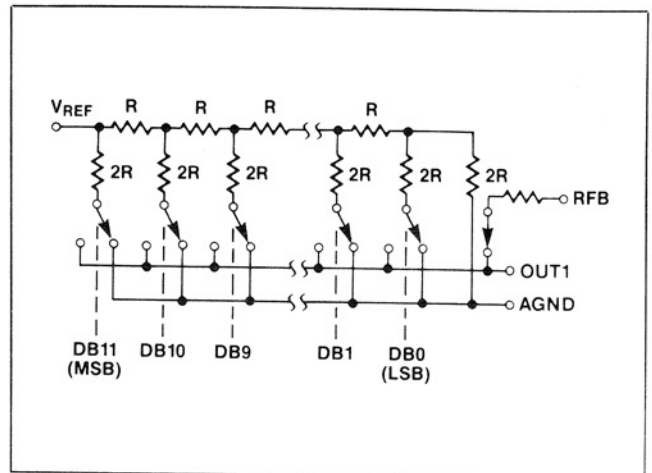 VREF R R R R
2R 2R 2R 2R 2R 2R
RFB
OUT1
AGND
DB11 DB10 DB9 DB1 DB0
(MSB) (LSB)